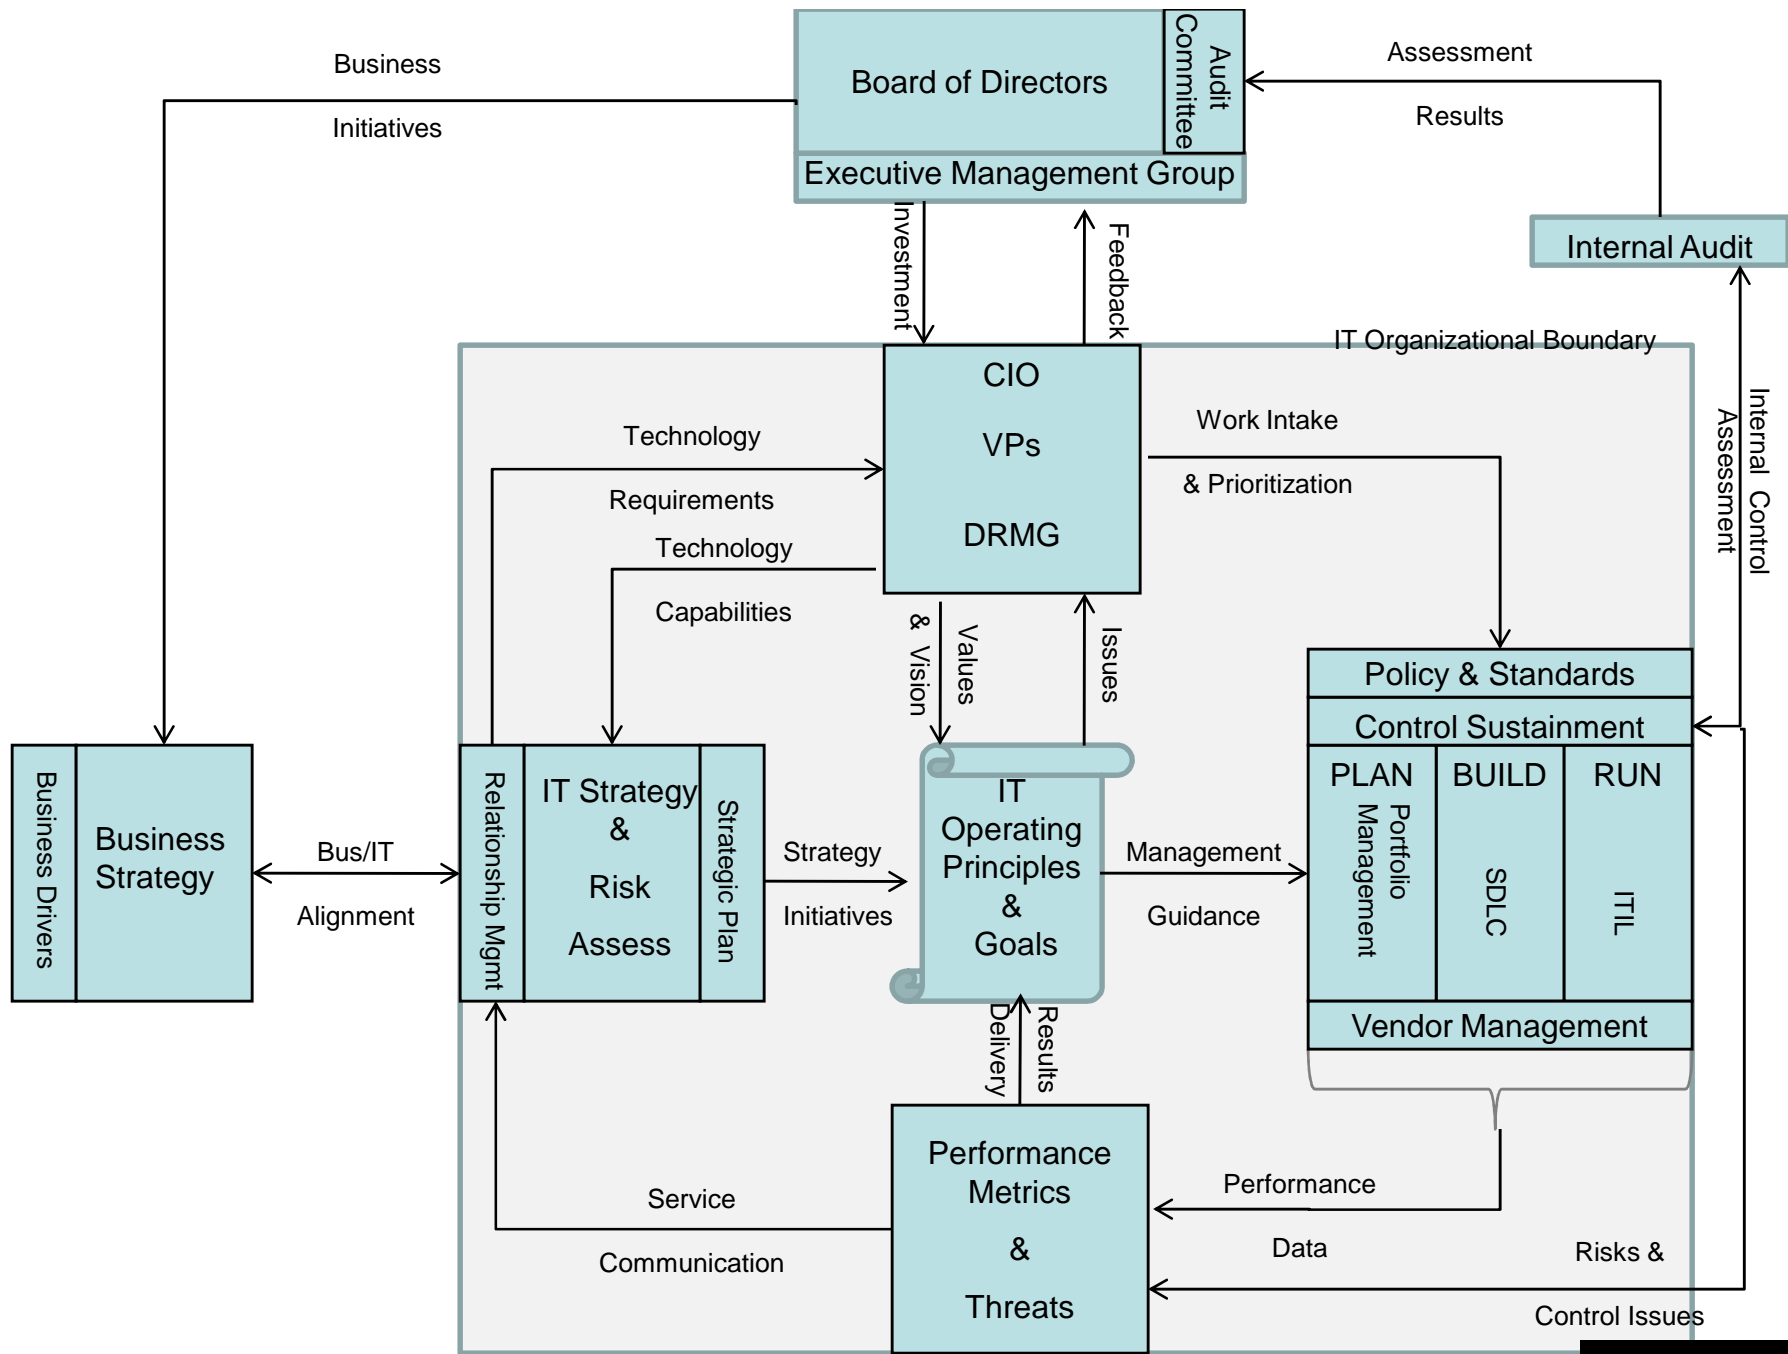 Business
Initiatives
Board of Directors
Audit
Committee
Executive Management Group
Assessment
Results
Internal Audit
Investment
Feedback
IT Organizational Boundary
Internal Control
Assessment
CIO
VPs
DRMG
Technology
Requirements
Technology
Capabilities
Work Intake
& Prioritization
Values
& Vision
Issues
Policy & Standards
Control Sustainment
PLAN
Portfolio
Management
BUILD
SDLC
RUN
ITIL
Vendor Management
Business Drivers
Business
Strategy
Bus/IT
Alignment
Relationship Mgmt
IT Strategy
&
Risk
Assess
Strategic Plan
Strategy
Initiatives
IT
Operating
Principles
&
Goals
Management
Guidance
Results
Delivery
Performance
Metrics
&
Threats
Service
Communication
Performance
Data
Risks &
Control Issues